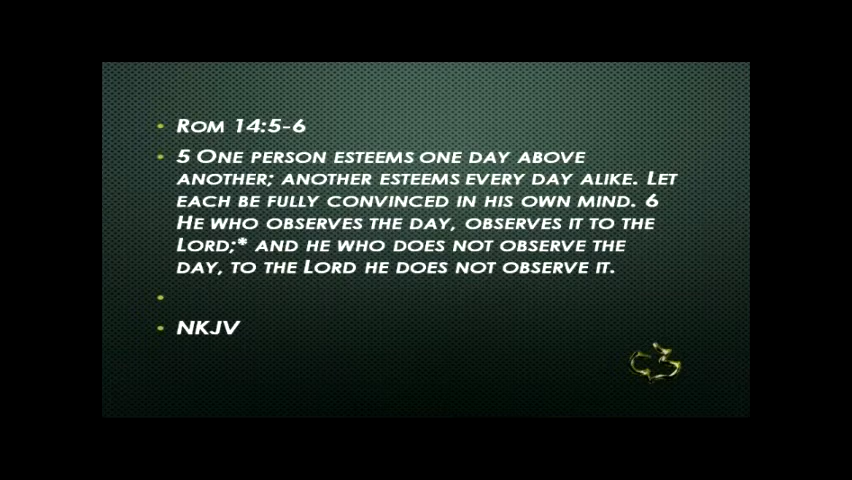 Rom 14:5-6
5 One person esteems one day above
another; another esteems every day alike. Let
each be fully convinced in his own mind. 6
He who observes the day, observes it to the
Lord;* and he who does not observe the
day, to the Lord he does not observe it.
NKJV